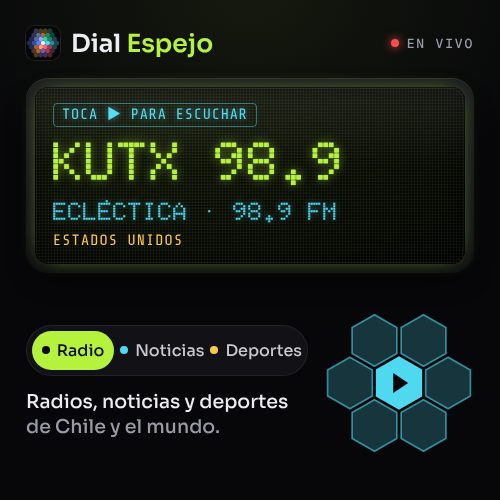 Dial Espejo
EN VIVO
TOCA ▶ PARA ESCUCHAR
KUTX 98.9
ECLÉCTICA · 98.9 FM
ESTADOS UNIDOS
Radio Noticias Deportes
Radios, noticias y deportes
de Chile y el mundo.